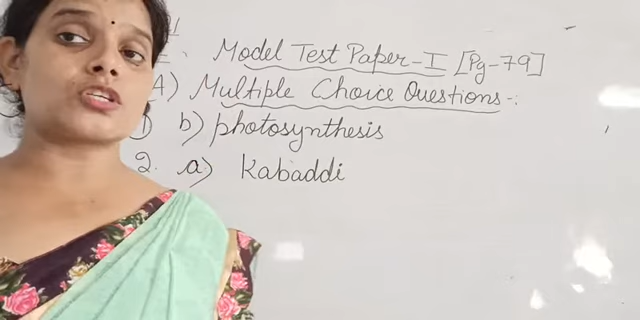 Model Test Paper-I [Pg-79]
A) Multiple Choice Questions-:
b) photosynthesis
2. a) Kabaddi